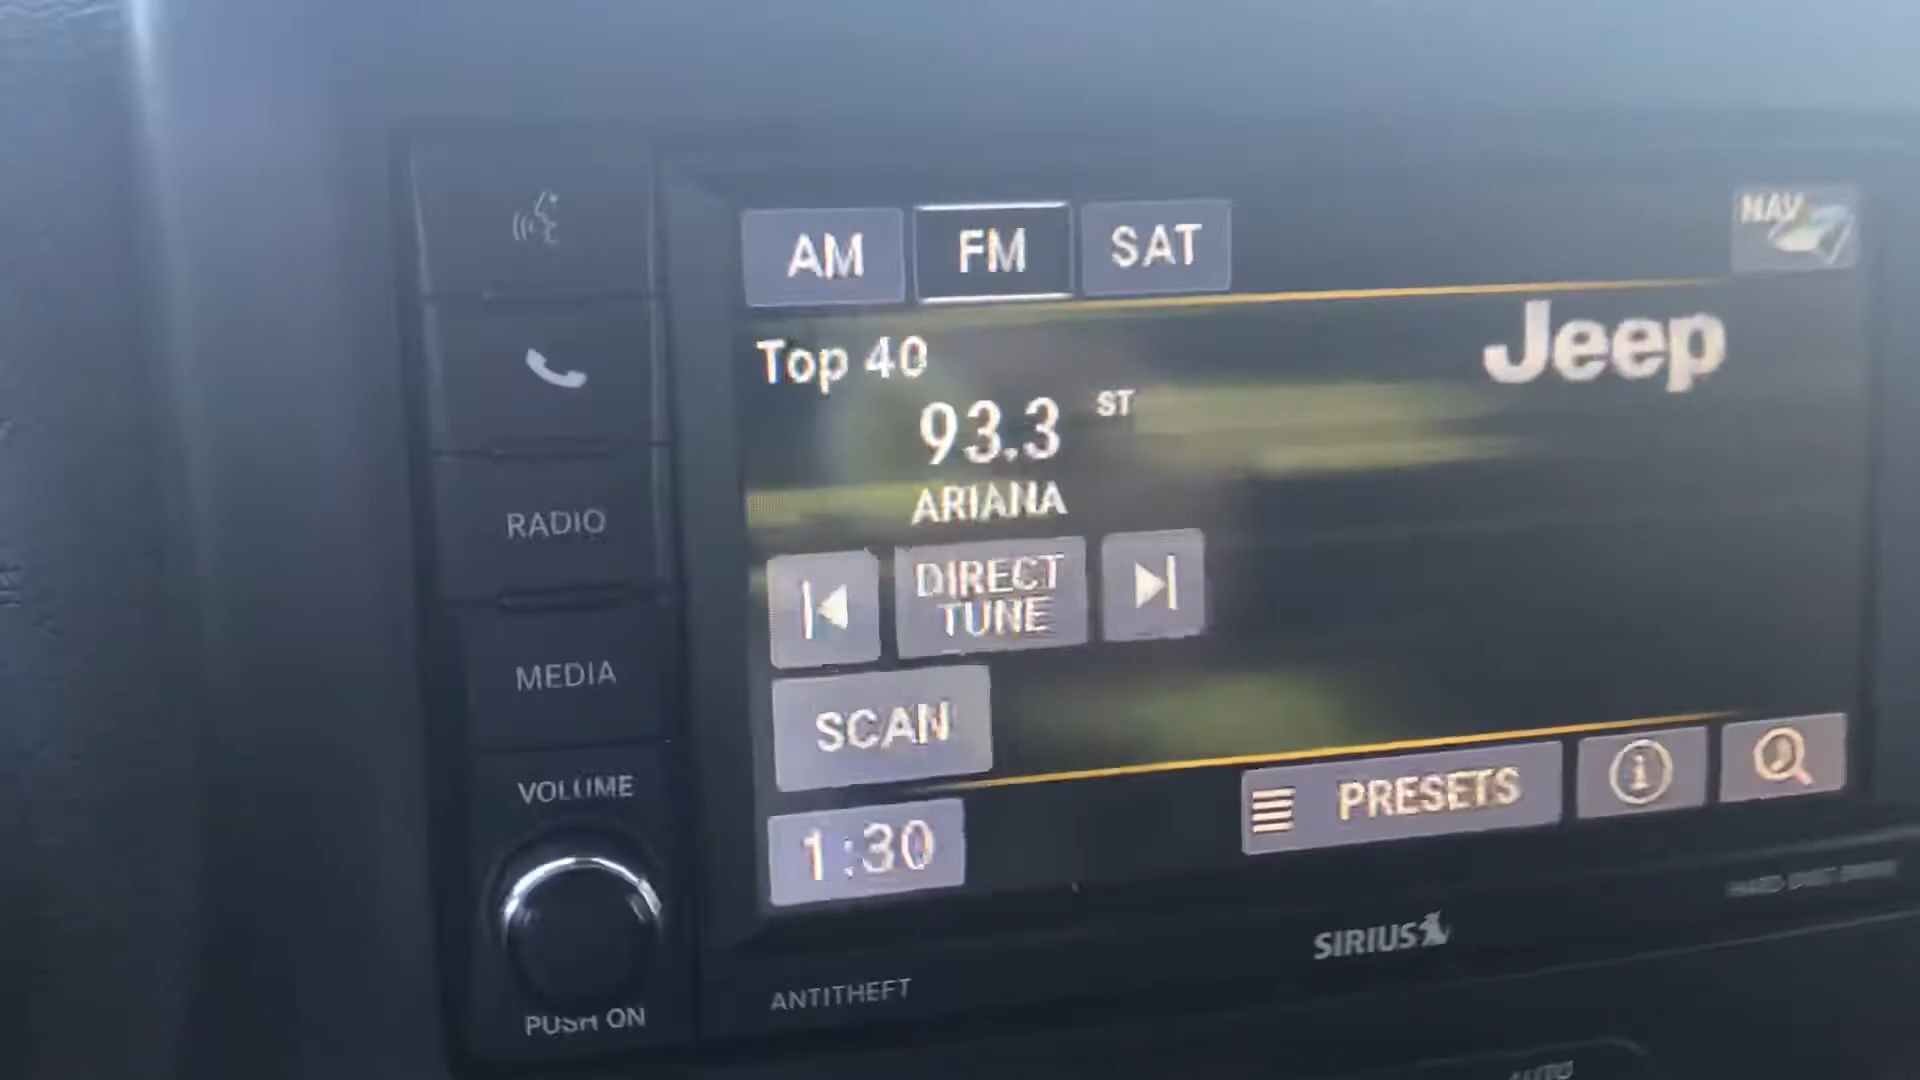 AM FM SAT NAV
Jeep
Top 40
93.3 ST
ARIANA
DIRECT
TUNE
SCAN
PRESETS
1:30
RADIO
MEDIA
VOLUME
PUSH ON
ANTITHEFT
SIRIUS
AUTO